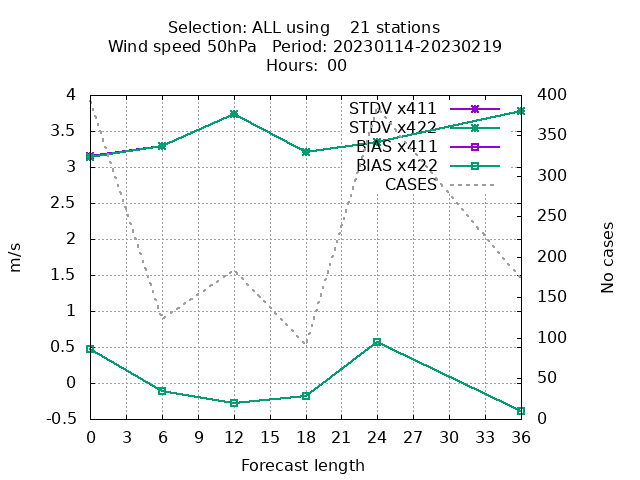 Selection: ALL using    21 stations
Wind speed 50hPa   Period: 20230114-20230219
Hours: 00
4 400
STDV x411
3.5 350
STDV x422
BIAS x411
3 300
BIAS x422
CASES
2.5 250
2 200
1.5 150
1 100
0.5 50
0
-0.5 0
m/s
No cases
0 3 6 9 12 15 18 21 24 27 30 33 36
Forecast length